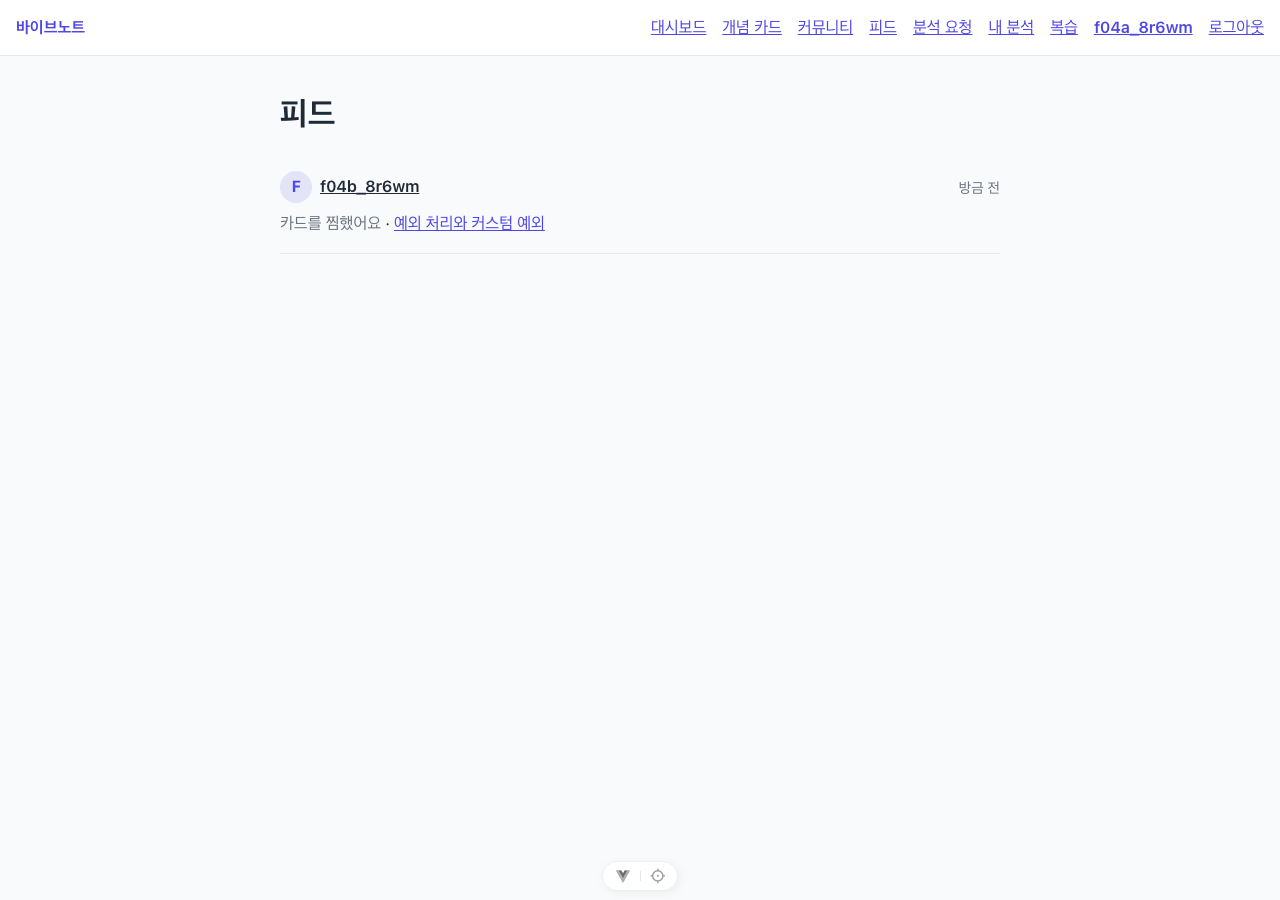 바이브노트 대시보드 개념 카드 커뮤니티 피드 분석 요청 내 분석 복습 f04a_8r6wm 로그아웃
피드
F f04b_8r6wm 방금 전
카드를 찜했어요 · 예외 처리와 커스텀 예외